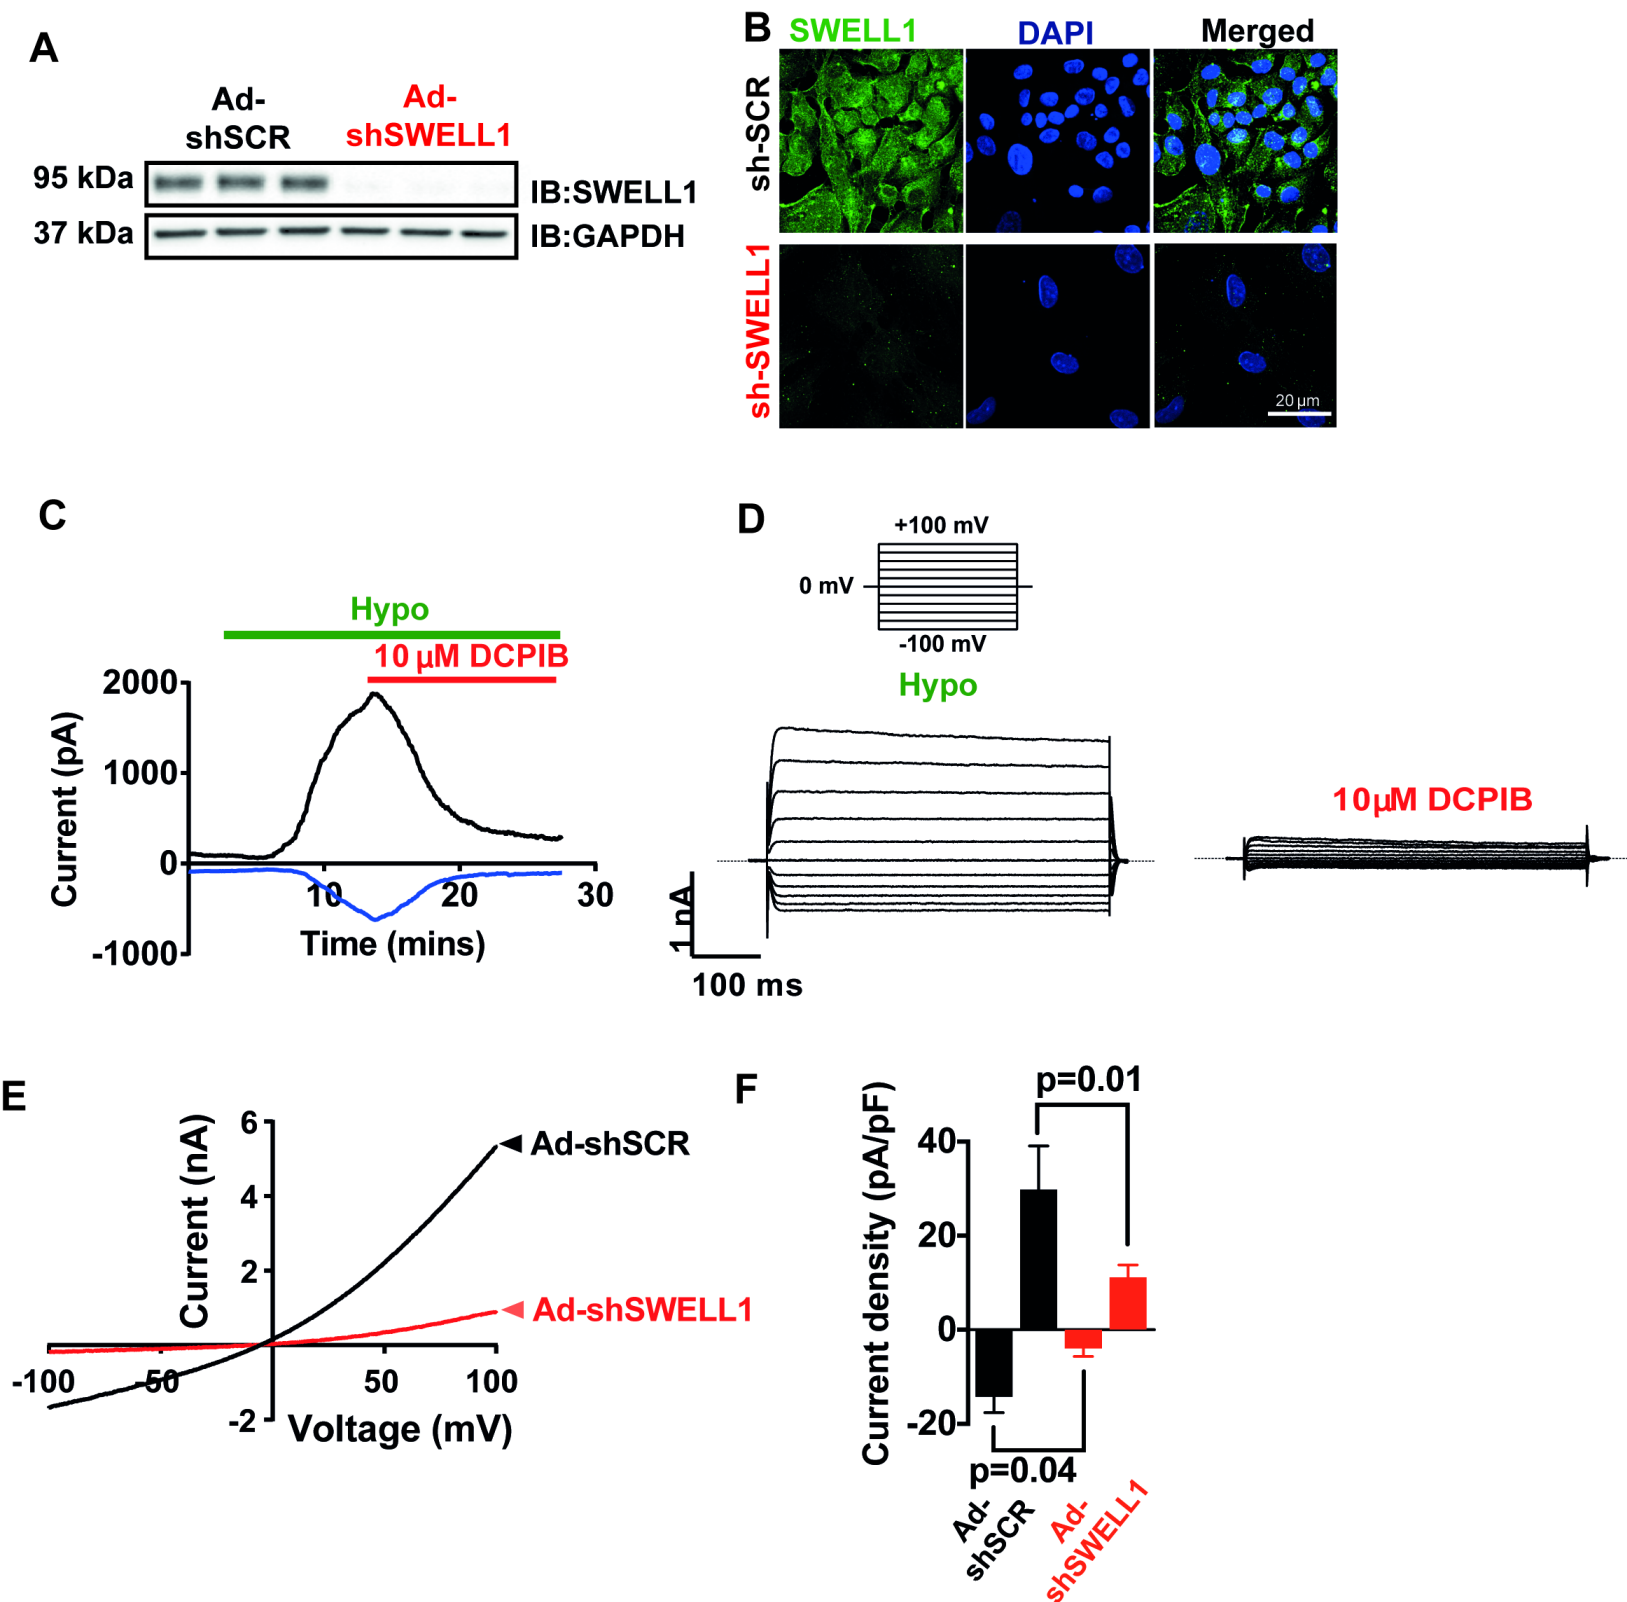 A
Ad-
shSCR
Ad-
shSWELL1
95 kDa
IB:SWELL1
37 kDa
IB:GAPDH
B
SWELL1
DAPI
Merged
sh-SCR
sh-SWELL1
20 µm
C
Hypo
10 µM DCPIB
2000
1000
0
-1000
10
20
30
Current (pA)
Time (mins)
D
+100 mV
0 mV
-100 mV
Hypo
10µM DCPIB
1 nA
100 ms
E
Current (nA)
6
4
2
-2
-100
-50
50
100
Voltage (mV)
Ad-shSCR
Ad-shSWELL1
F
p=0.01
Current density (pA/pF)
40
20
0
-20
p=0.04
Ad-
shSCR
Ad-
shSWELL1